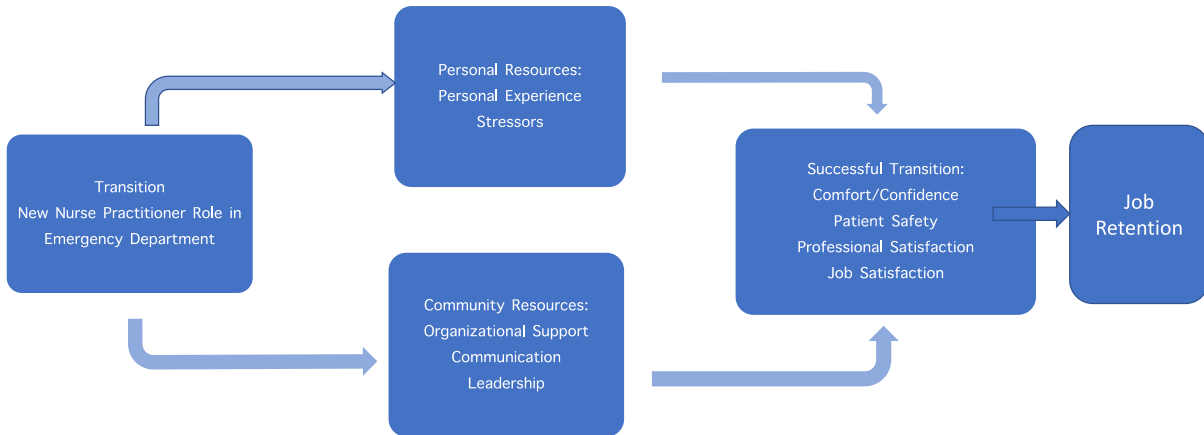 Transition
New Nurse Practitioner Role in
Emergency Department
Personal Resources:
Personal Experience
Stressors
Community Resources:
Organizational Support
Communication
Leadership
Successful Transition:
Comfort/Confidence
Patient Safety
Professional Satisfaction
Job Satisfaction
Job
Retention